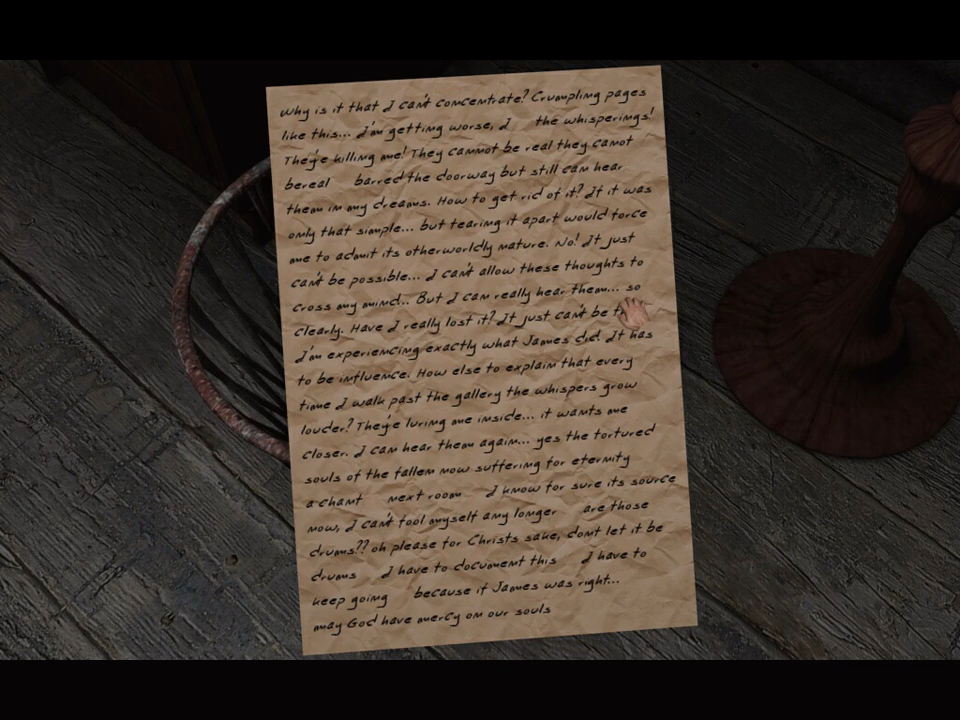 Why is it that I can't concentrate? Crumpling pages
like this... I'm getting worse, I the whisperings!
They're killing me! They cannot be real they canot
bereal barred the doorway but still can hear
them in my dreams. How to get rid of it? If it was
only that simple... but tearing it apart would force
me to admit its otherworldly nature. No! It just
can't be possible... I can't allow these thoughts to
cross my mind... But I can really hear them... so
clearly. Have I really lost it? It just can't be
I'm experiencing exactly what James did. It has
to be influence. How else to explain that every
time I walk past the gallery the whispers grow
louder? They're luring me inside... it wants me
closer. I can hear them again... yes the tortured
souls of the fallen now suffering for eternity
a chant next room I know for sure its source
now, I can't fool myself any longer are those
drums?? oh please for Christs sake, dont let it be
drums I have to document this I have to
keep going because if James was right...
may God have mercy on our souls